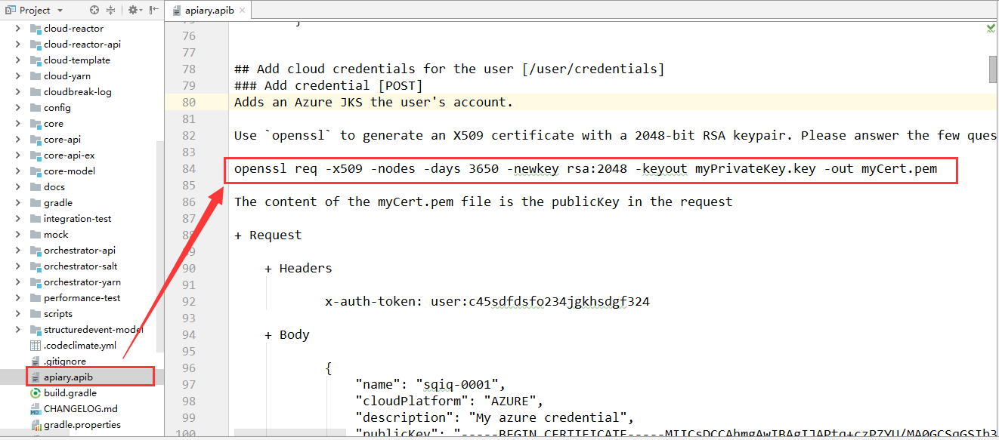 Project
apiary.apib
cloud-reactor
cloud-reactor-api
cloud-template
cloud-yarn
cloudbreak-log
config
core
core-api
core-api-ex
core-model
docs
gradle
integration-test
mock
orchestrator-api
orchestrator-salt
orchestrator-yarn
performance-test
scripts
structuredevent-model
.codeclimate.yml
.gitignore
apiary.apib
build.gradle
CHANGELOG.md
gradle.properties
75 }
76
77
78 ## Add cloud credentials for the user [/user/credentials]
79 ### Add credential [POST]
80 Adds an Azure JKS the user's account.
81
82 Use `openssl` to generate an X509 certificate with a 2048-bit RSA keypair. Please answer the few ques
83
84 openssl req -x509 -nodes -days 3650 -newkey rsa:2048 -keyout myPrivateKey.key -out myCert.pem
85
86 The content of the myCert.pem file is the publicKey in the request
87
88 + Request
89
90 + Headers
91
92 x-auth-token: user:c45sdfdsfo234jgkhsdgf324
93
94 + Body
95
96 {
97 "name": "sqiq-0001",
98 "cloudPlatform": "AZURE",
99 "description": "My azure credential",
100 "publicKey": "-----BEGIN CERTIFICATE-----